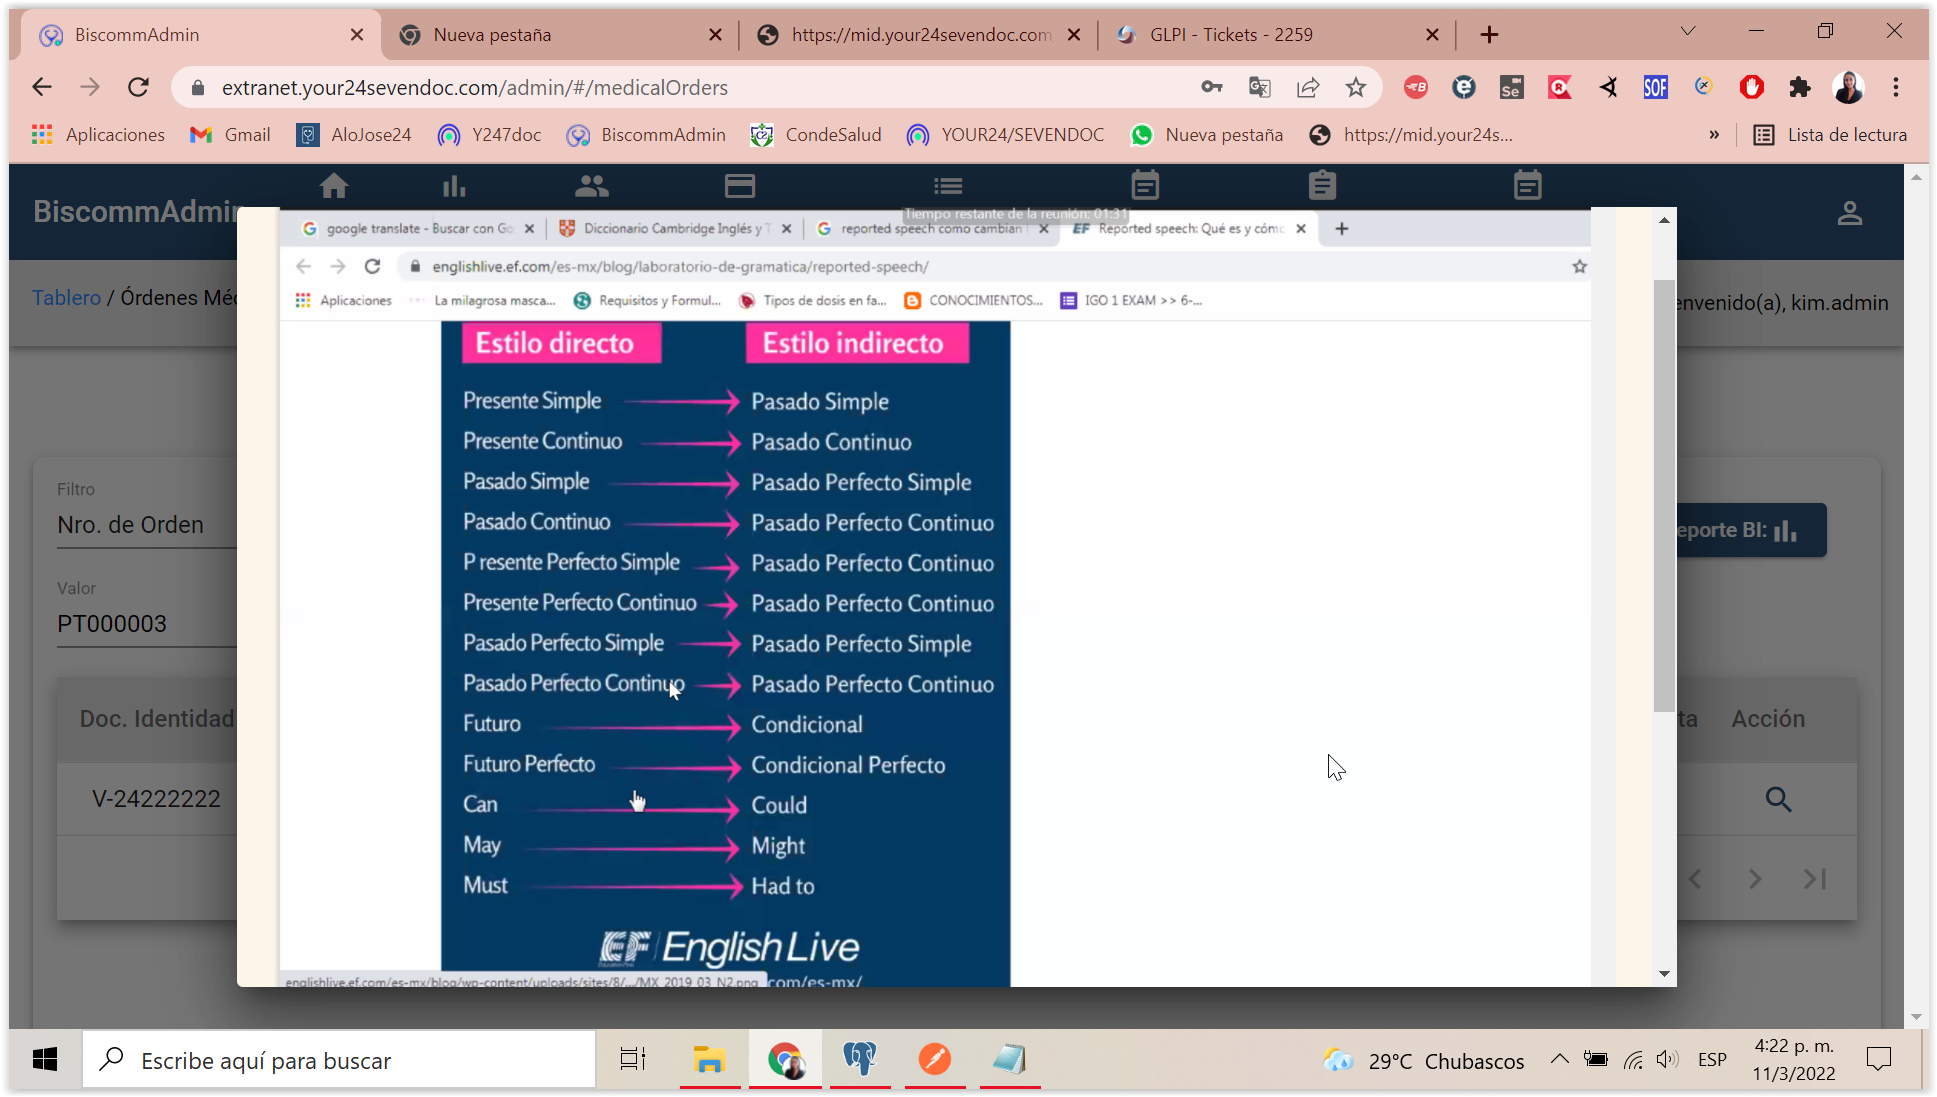 BiscommAdmin
Nueva pestaña
https://mid.your24sevendoc.com
GLPI - Tickets - 2259
extranet.your24sevendoc.com/admin/#/medicalOrders
Aplicaciones
Gmail
AloJose24
Y247doc
BiscommAdmin
CondeSalud
YOUR24/SEVENDOC
Nueva pestaña
https://mid.your24s...
»
Lista de lectura
BiscommAdmin
Tiempo restante de la reunión: 01:31
google translate - Buscar con Go
Diccionario Cambridge Inglés y T
reported speech como cambian
EF Reported speech: Qué es y cómo
englishlive.ef.com/es-mx/blog/laboratorio-de-gramatica/reported-speech/
Aplicaciones
La milagrosa masca...
Requisitos y Formul...
Tipos de dosis en fa...
CONOCIMIENTOS...
IGO 1 EXAM >> 6-...
Tablero / Órdenes Méd
envenido(a), kim.admin
Estilo directo Estilo indirecto
Presente Simple Pasado Simple
Presente Continuo Pasado Continuo
Pasado Simple Pasado Perfecto Simple
Pasado Continuo Pasado Perfecto Continuo
P resente Perfecto Simple Pasado Perfecto Continuo
Presente Perfecto Continuo Pasado Perfecto Continuo
Pasado Perfecto Simple Pasado Perfecto Simple
Pasado Perfecto Continuo Pasado Perfecto Continuo
Futuro Condicional
Futuro Perfecto Condicional Perfecto
Can Could
May Might
Must Had to
EF English Live
englishlive.ef.com/es-mx/blog/wp-content/uploads/sites/8/.../MX_2019_03_N2.png
com/es-mx/
Filtro
Nro. de Orden
eporte BI:
Valor
PT000003
Doc. Identidad
ta
Acción
V-24222222
Escribe aquí para buscar
29°C Chubascos
ESP
4:22 p. m.
11/3/2022